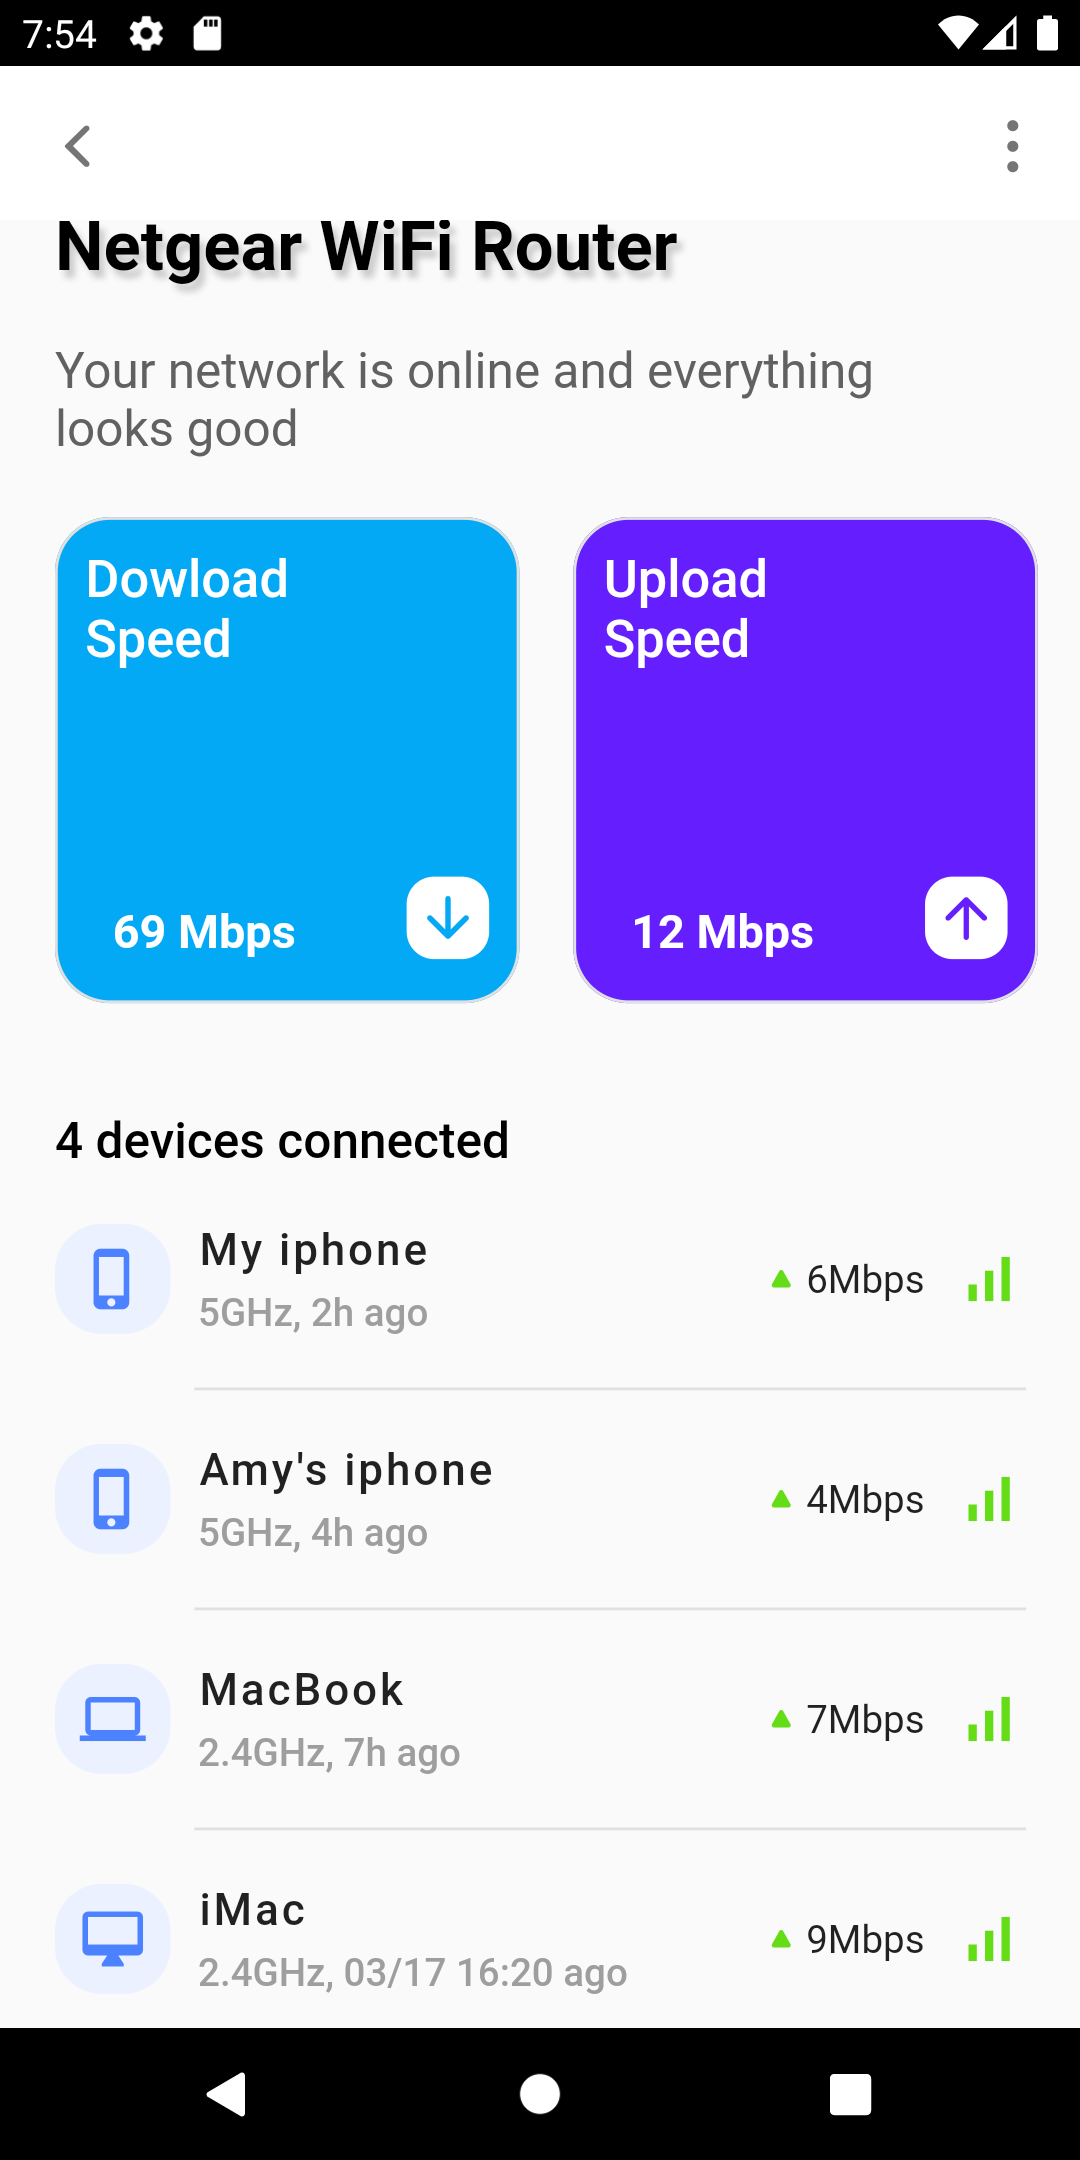 7:54
Netgear WiFi Router
Your network is online and everything
looks good
Dowload
Speed
69 Mbps
Upload
Speed
12 Mbps
4 devices connected
My iphone
5GHz, 2h ago
6Mbps
Amy's iphone
5GHz, 4h ago
4Mbps
MacBook
2.4GHz, 7h ago
7Mbps
iMac
2.4GHz, 03/17 16:20 ago
9Mbps